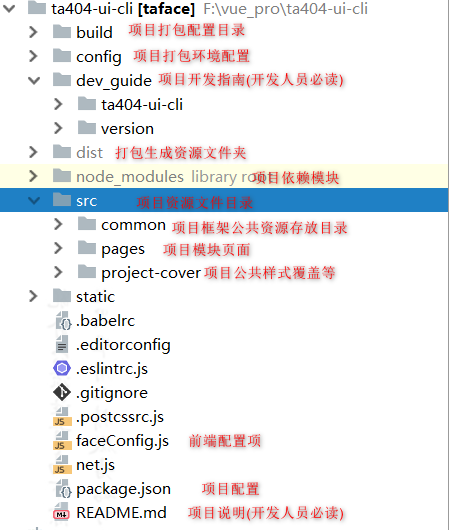 ta404-ui-cli [taface] F:\vue_pro\ta404-ui-cli
build 项目打包配置目录
config 项目打包环境配置
dev_guide 项目开发指南(开发人员必读)
ta404-ui-cli
version
dist 打包生成资源文件夹
node_modules library ro 项目依赖模块
src 项目资源文件目录
common 项目框架公共资源存放目录
pages 项目模块页面
project-cover 项目公共样式覆盖等
static
.babelrc
.editorconfig
.eslintrc.js
.gitignore
.postcssrc.js
faceConfig.js 前端配置项
net.js
package.json 项目配置
README.md 项目说明(开发人员必读)